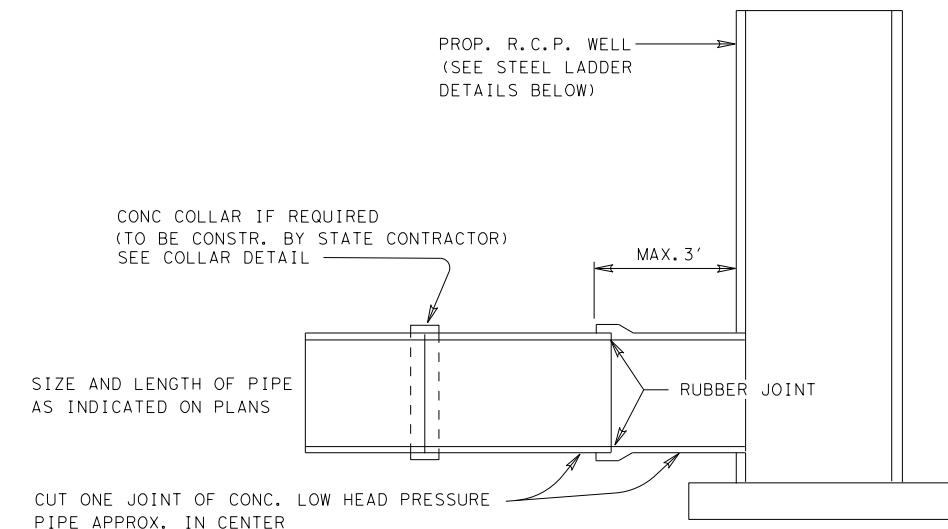 PROP. R.C.P. WELL
(SEE STEEL LADDER
DETAILS BELOW)
CONC COLLAR IF REQUIRED
(TO BE CONSTR. BY STATE CONTRACTOR)
SEE COLLAR DETAIL
MAX. 3'
SIZE AND LENGTH OF PIPE
AS INDICATED ON PLANS
RUBBER JOINT
CUT ONE JOINT OF CONC. LOW HEAD PRESSURE
PIPE APPROX. IN CENTER